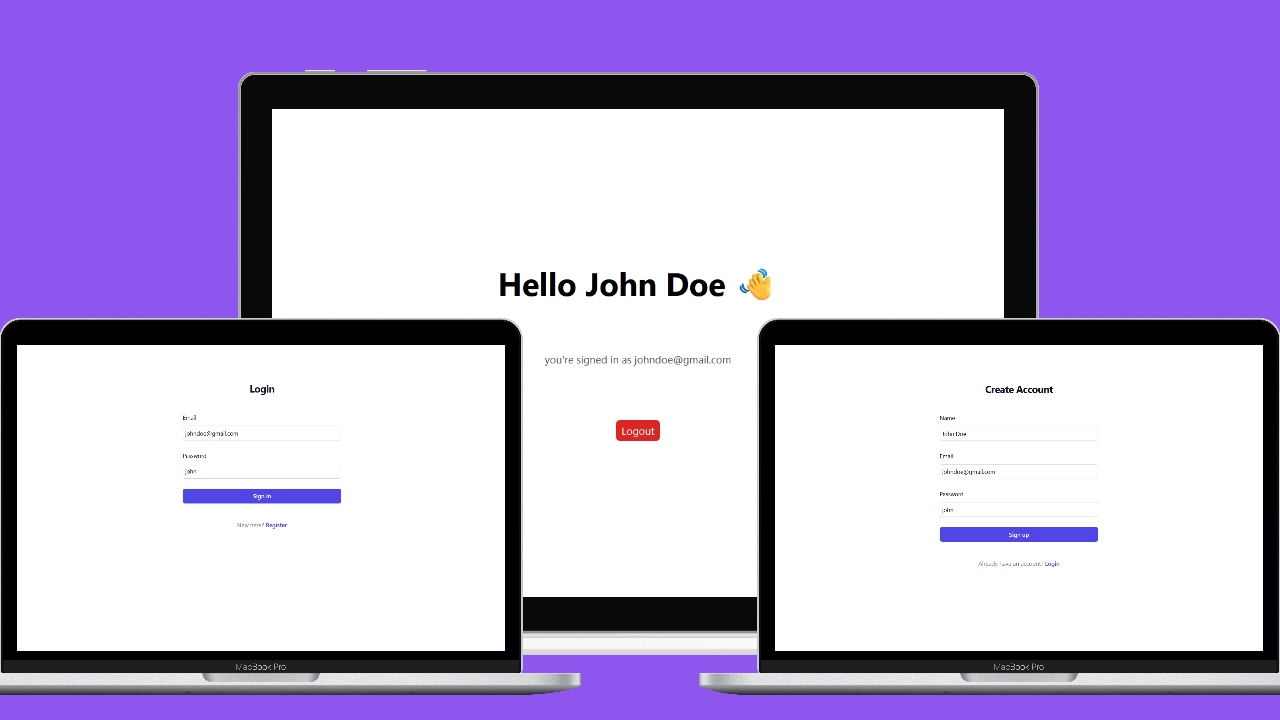 Hello John Doe 👋
you're signed in as johndoe@gmail.com
Logout
Login
Email
johndoe@gmail.com
Password
john
Sign in
New here? Register
MacBook Pro
Create Account
Name
John Doe
Email
johndoe@gmail.com
Password
john
Sign up
Already have an account? Login
MacBook Pro